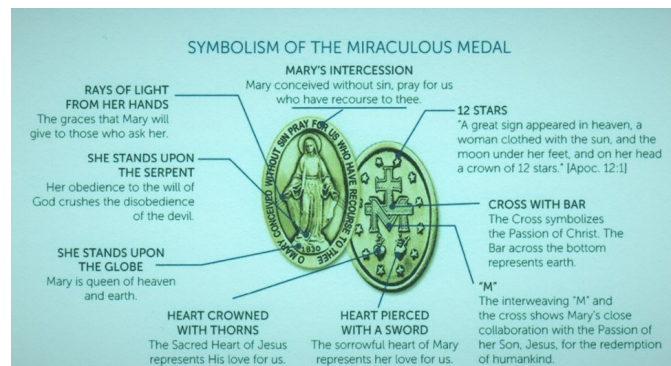 SYMBOLISM OF THE MIRACULOUS MEDAL
MARY'S INTERCESSION
Mary conceived without sin, pray for us
who have recourse to thee.
RAYS OF LIGHT
FROM HER HANDS
The graces that Mary will
give to those who ask her.
SHE STANDS UPON
THE SERPENT
Her obedience to the will of
God crushes the disobedience
of the devil.
SHE STANDS UPON
THE GLOBE
Mary is queen of heaven
and earth.
HEART CROWNED
WITH THORNS
The Sacred Heart of Jesus
represents His love for us.
HEART PIERCED
WITH A SWORD
The sorrowful heart of Mary
represents her love for us.
12 STARS
"A great sign appeared in heaven, a
woman clothed with the sun, and the
moon under her feet, and on her head
a crown of 12 stars." [Apoc. 12:1]
CROSS WITH BAR
The Cross symbolizes
the Passion of Christ. The
Bar across the bottom
represents earth.
"M"
The interweaving "M" and
the cross shows Mary's close
collaboration with the Passion of
her Son, Jesus, for the redemption
of humankind.
O MARY CONCEIVED WITHOUT SIN PRAY FOR US WHO HAVE RECOURSE TO THEE
1830
M